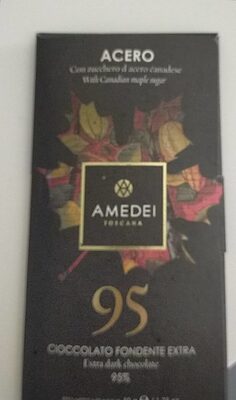 ACERO
Con zucchero d'acero canadese
With Canadian maple sugar
AMEDEI
TOSCANA
95
CIOCCOLATO FONDENTE EXTRA
Extra dark chocolate
95%